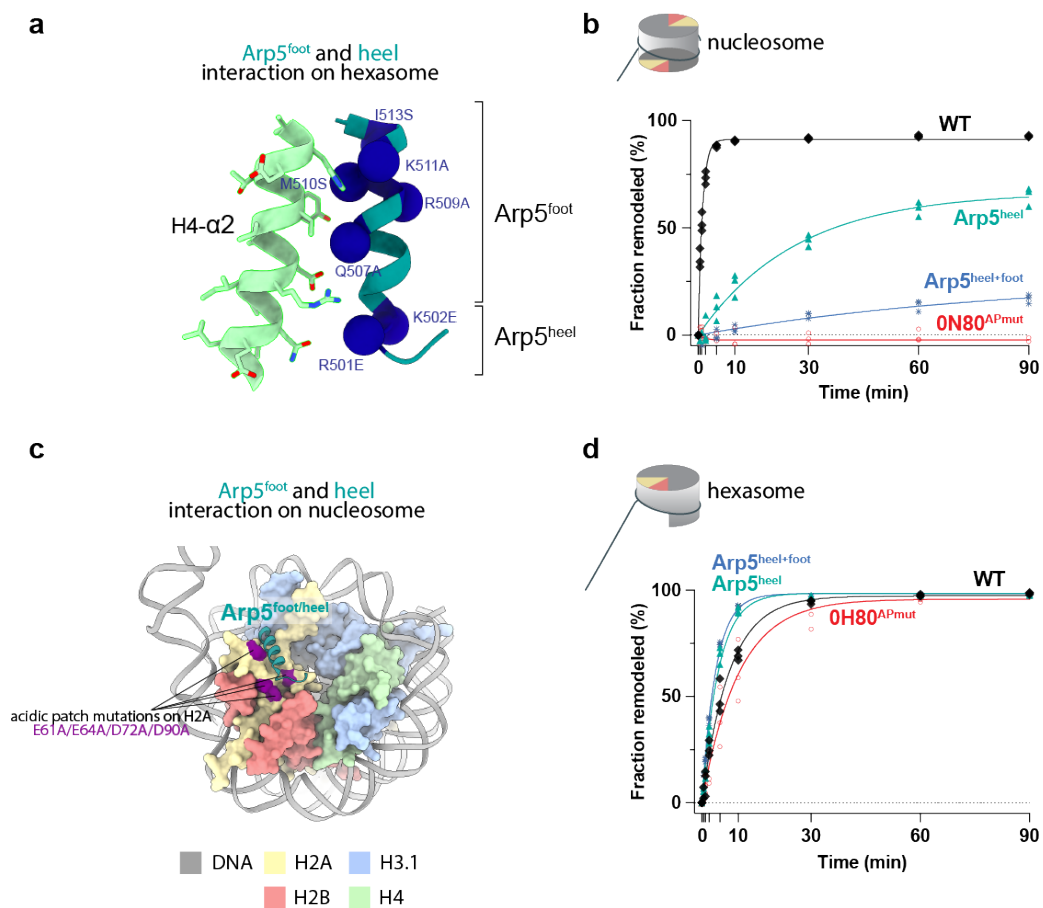 a
Arp5foot and heel
interaction on hexasome
I513S
K511A
M510S
R509A
H4-α2
Q507A
K502E
R501E
Arp5foot
Arp5heel
b
nucleosome
Fraction remodeled (%)
100
50
0
WT
Arp5heel
Arp5heel+foot
0N80APmut
0 10 30 60 90
Time (min)
c
Arp5foot and heel
interaction on nucleosome
Arp5foot/heel
acidic patch mutations on H2A
E61A/E64A/D72A/D90A
DNA H2A H3.1
H2B H4
d
hexasome
Fraction remodeled (%)
100
50
0
Arp5heel+foot
Arp5heel
WT
0H80APmut
0 10 30 60 90
Time (min)